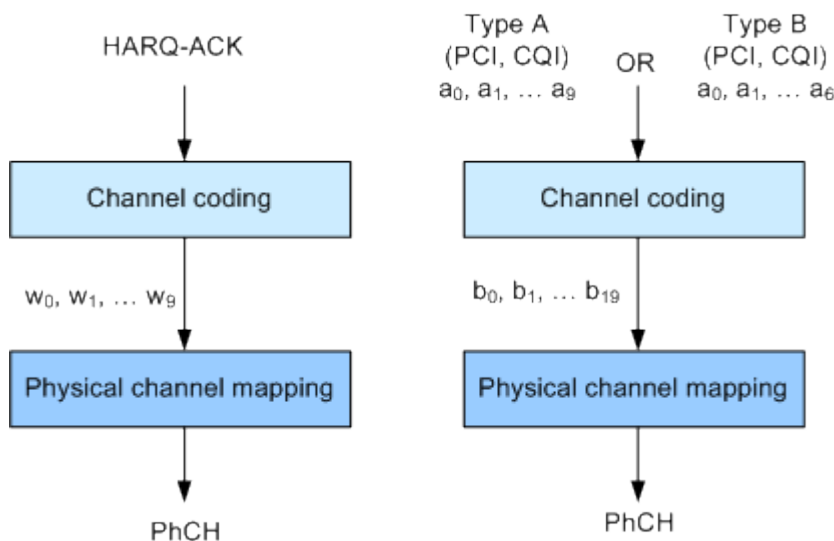 HARQ-ACK
Channel coding
w₀, w₁, ... w₉
Physical channel mapping
PhCH
Type A
(PCI, CQI)
a₀, a₁, ... a₉
OR
Type B
(PCI, CQI)
a₀, a₁, ... a₆
Channel coding
b₀, b₁, ... b₁₉
Physical channel mapping
PhCH